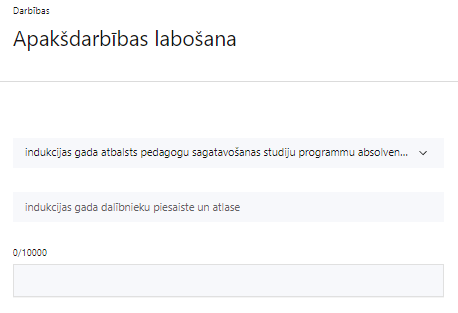 Darbības
Apakšdarbības labošana
indukcijas gada atbalsts pedagogu sagatavošanas studiju programmu absolven...
indukcijas gada dalībnieku piesaiste un atlase
0/10000